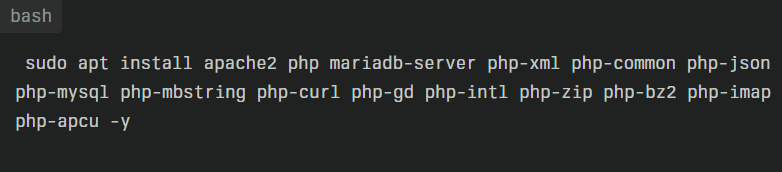 bash
sudo apt install apache2 php mariadb-server php-xml php-common php-json
php-mysql php-mbstring php-curl php-gd php-intl php-zip php-bz2 php-imap
php-apcu -y